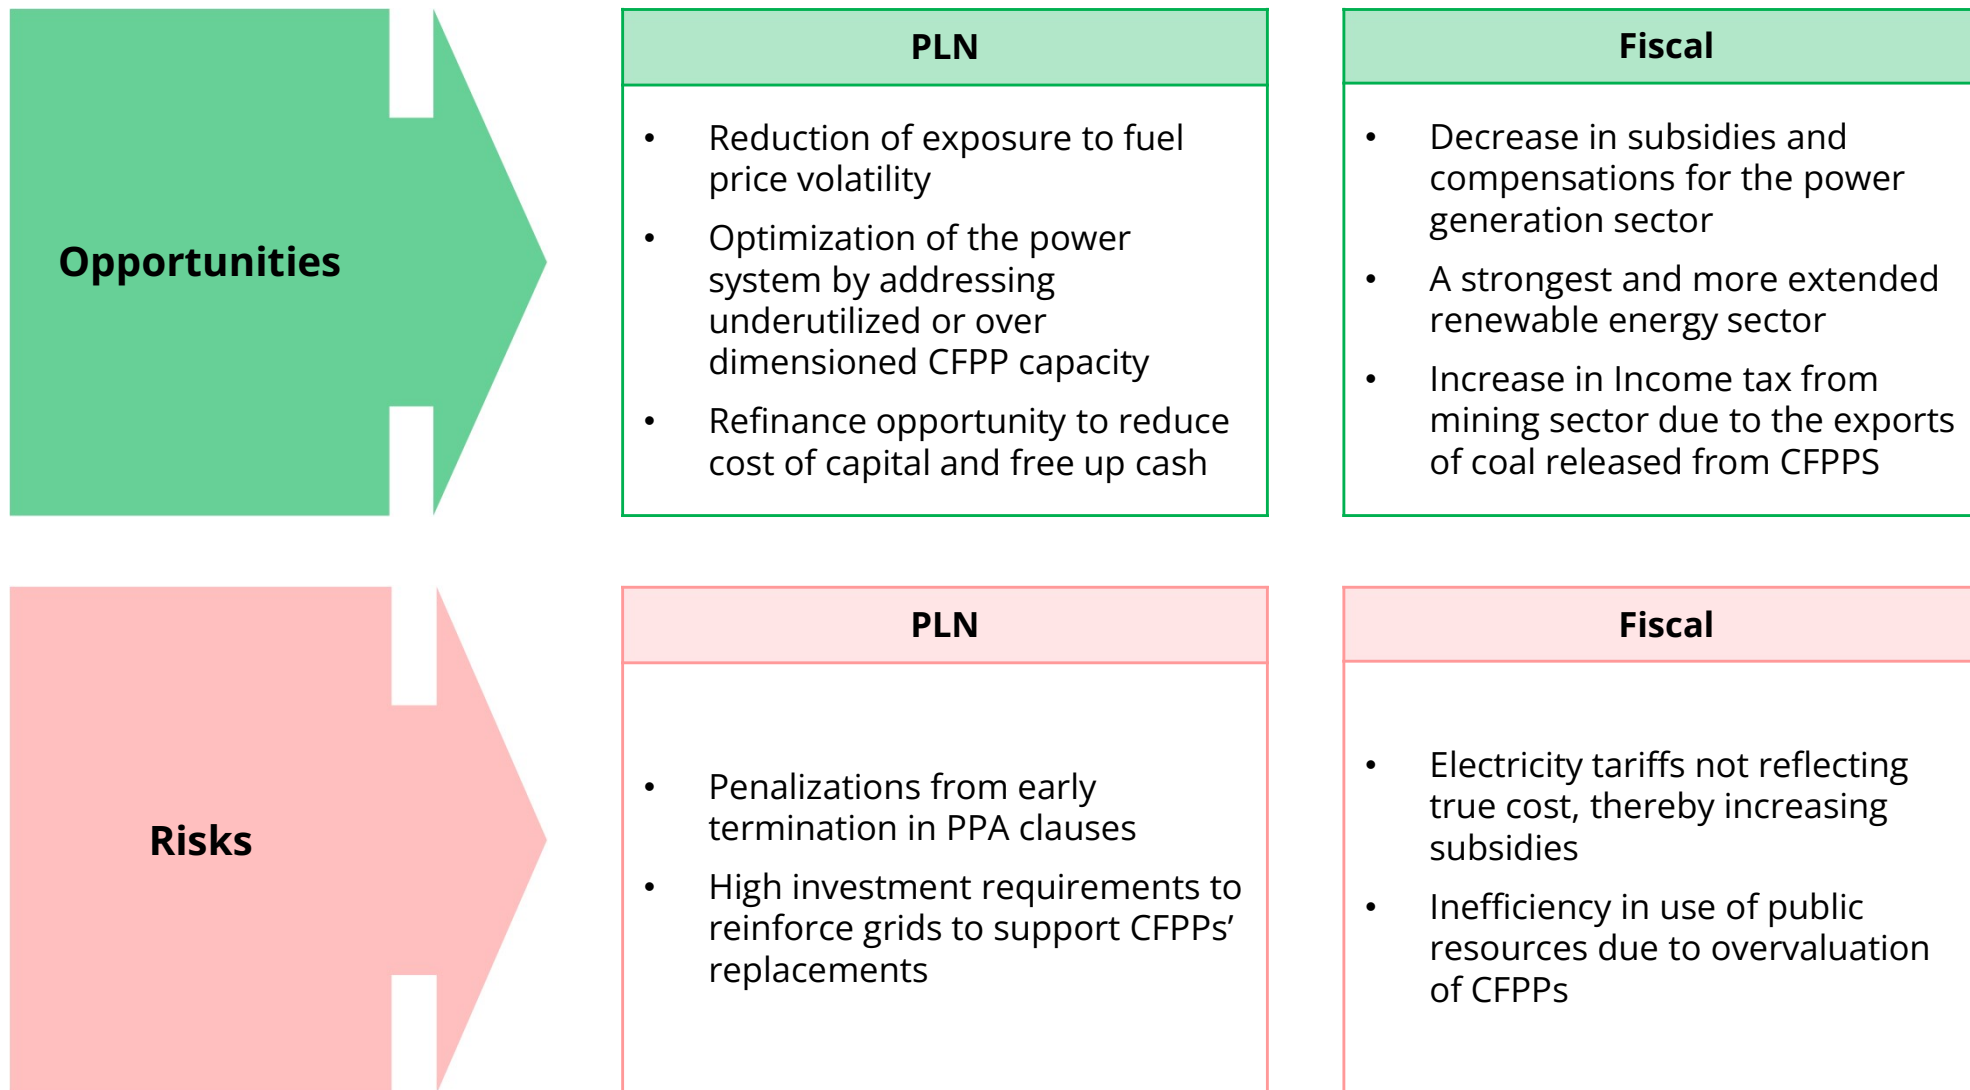 Opportunities
PLN
• Reduction of exposure to fuel
price volatility
• Optimization of the power
system by addressing
underutilized or over
dimensioned CFPP capacity
• Refinance opportunity to reduce
cost of capital and free up cash
Fiscal
• Decrease in subsidies and
compensations for the power
generation sector
• A strongest and more extended
renewable energy sector
• Increase in Income tax from
mining sector due to the exports
of coal released from CFPPS
Risks
PLN
• Penalizations from early
termination in PPA clauses
• High investment requirements to
reinforce grids to support CFPPs’
replacements
Fiscal
• Electricity tariffs not reflecting
true cost, thereby increasing
subsidies
• Inefficiency in use of public
resources due to overvaluation
of CFPPs